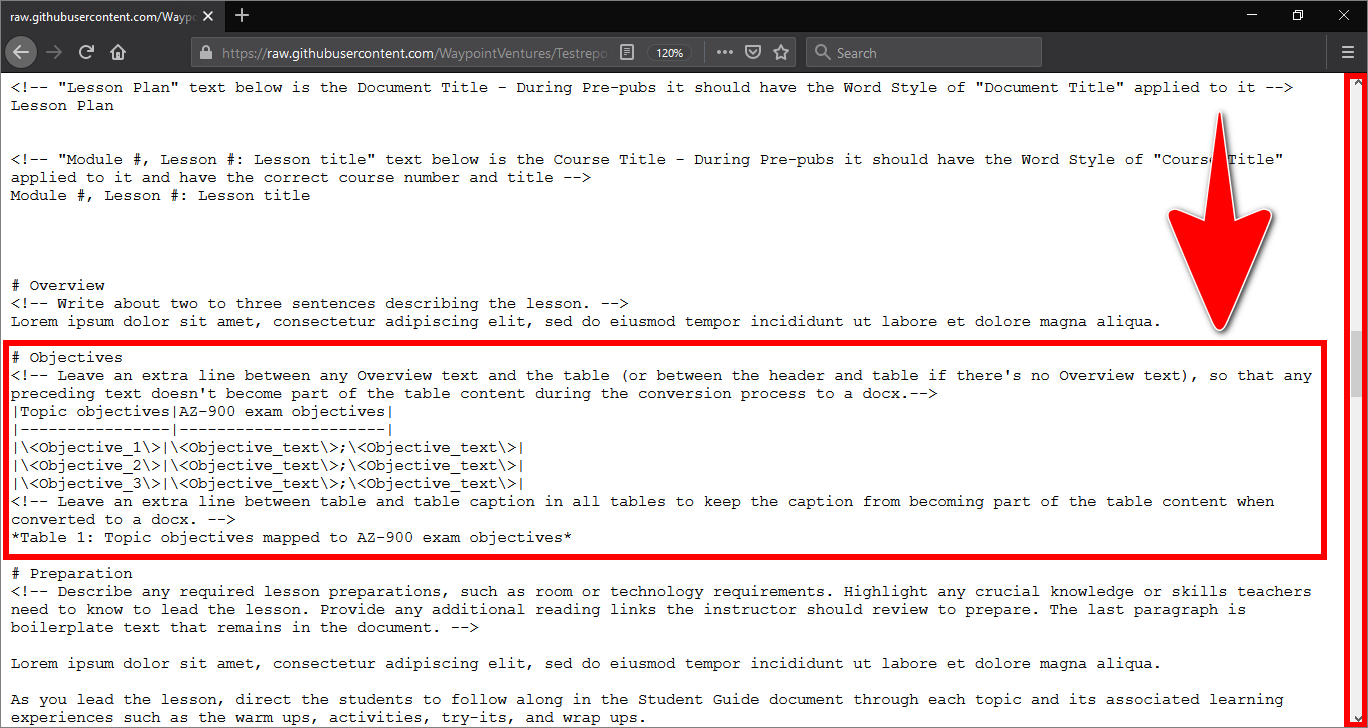 raw.githubusercontent.com/Waypo
https://raw.githubusercontent.com/WaypointVentures/Testrepo
120%
Search
<!-- "Lesson Plan" text below is the Document Title - During Pre-pubs it should have the Word Style of "Document Title" applied to it -->
Lesson Plan
<!-- "Module #, Lesson #: Lesson title" text below is the Course Title - During Pre-pubs it should have the Word Style of "Course Title"
applied to it and have the correct course number and title -->
Module #, Lesson #: Lesson title
# Overview
<!-- Write about two to three sentences describing the lesson. -->
Lorem ipsum dolor sit amet, consectetur adipiscing elit, sed do eiusmod tempor incididunt ut labore et dolore magna aliqua.
# Objectives
<!-- Leave an extra line between any Overview text and the table (or between the header and table if there's no Overview text), so that any
preceding text doesn't become part of the table content during the conversion process to a docx.-->
|Topic objectives|AZ-900 exam objectives|
|----------------|----------------------|
|\<Objective_1\>|\<Objective_text\>;\<Objective_text\>|
|\<Objective_2\>|\<Objective_text\>;\<Objective_text\>|
|\<Objective_3\>|\<Objective_text\>;\<Objective_text\>|
<!-- Leave an extra line between table and table caption in all tables to keep the caption from becoming part of the table content when
converted to a docx. -->
*Table 1: Topic objectives mapped to AZ-900 exam objectives*
# Preparation
<!-- Describe any required lesson preparations, such as room or technology requirements. Highlight any crucial knowledge or skills teachers
need to know to lead the lesson. Provide any additional reading links the instructor should review to prepare. The last paragraph is
boilerplate text that remains in the document. -->
Lorem ipsum dolor sit amet, consectetur adipiscing elit, sed do eiusmod tempor incididunt ut labore et dolore magna aliqua.
As you lead the lesson, direct the students to follow along in the Student Guide document through each topic and its associated learning
experiences such as the warm ups, activities, try-its, and wrap ups.